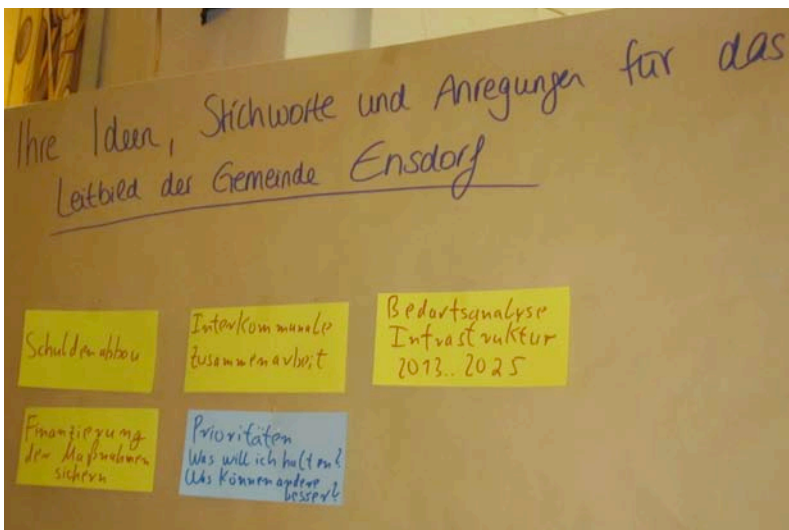 Ihre Ideen, Stichworte und Anregungen für das
Leitbild der Gemeinde Ensdorf
Schuldenabbau
Interkommunale
Zusammenarbeit
Bedarfsanalyse
Infrastruktur
2013..2025
Finanzierung
der Maßnahmen
sichern
Prioritäten
Was will ich halten?
Was können andere
besser?